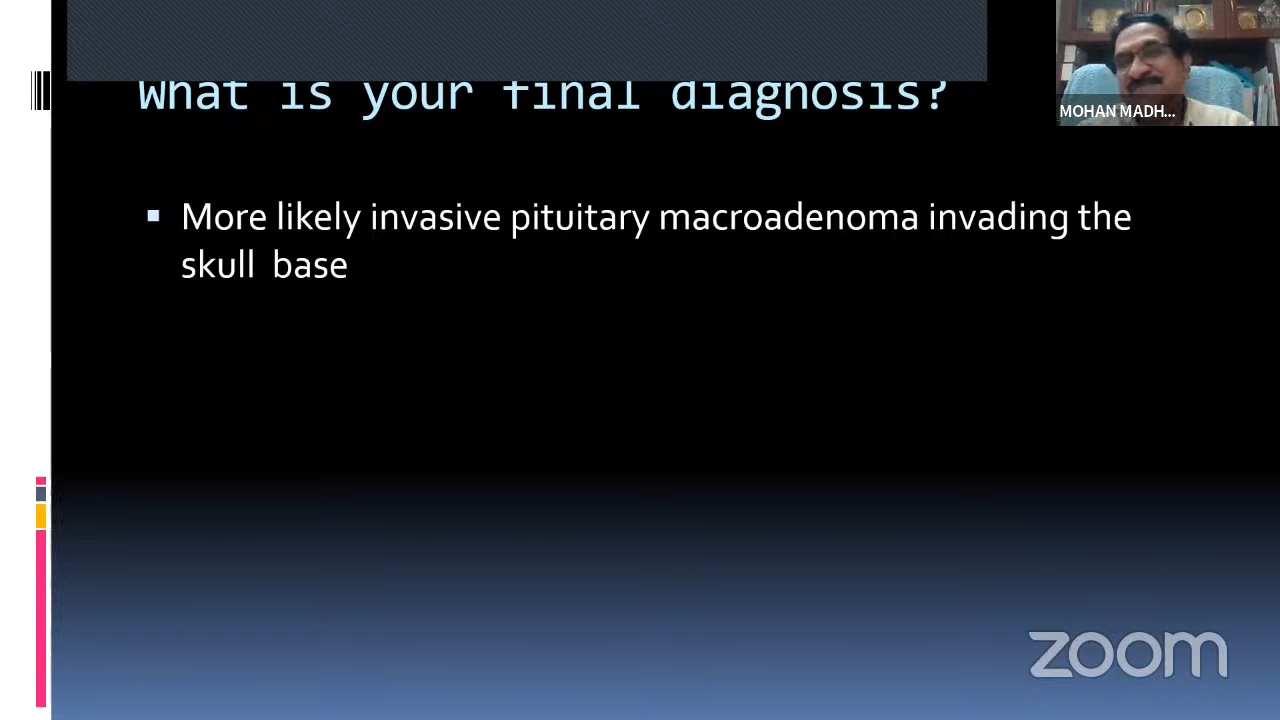 What is your final diagnosis?
MOHAN MADH...
More likely invasive pituitary macroadenoma invading the
skull base
zoom